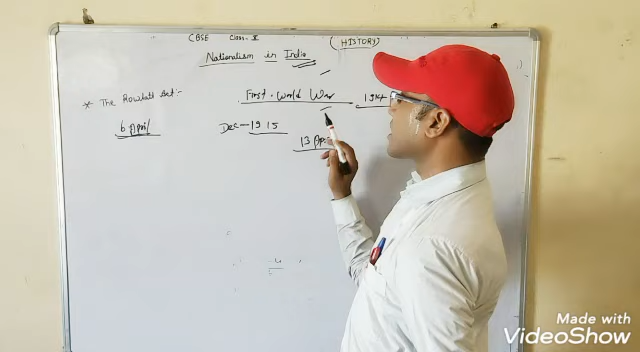 CBSE Class-X (HISTORY)
Nationalism in India
* The Rowlatt Act:- First. World War 1914
6 April Dec-1915
13 Apr
Made with
VideoShow